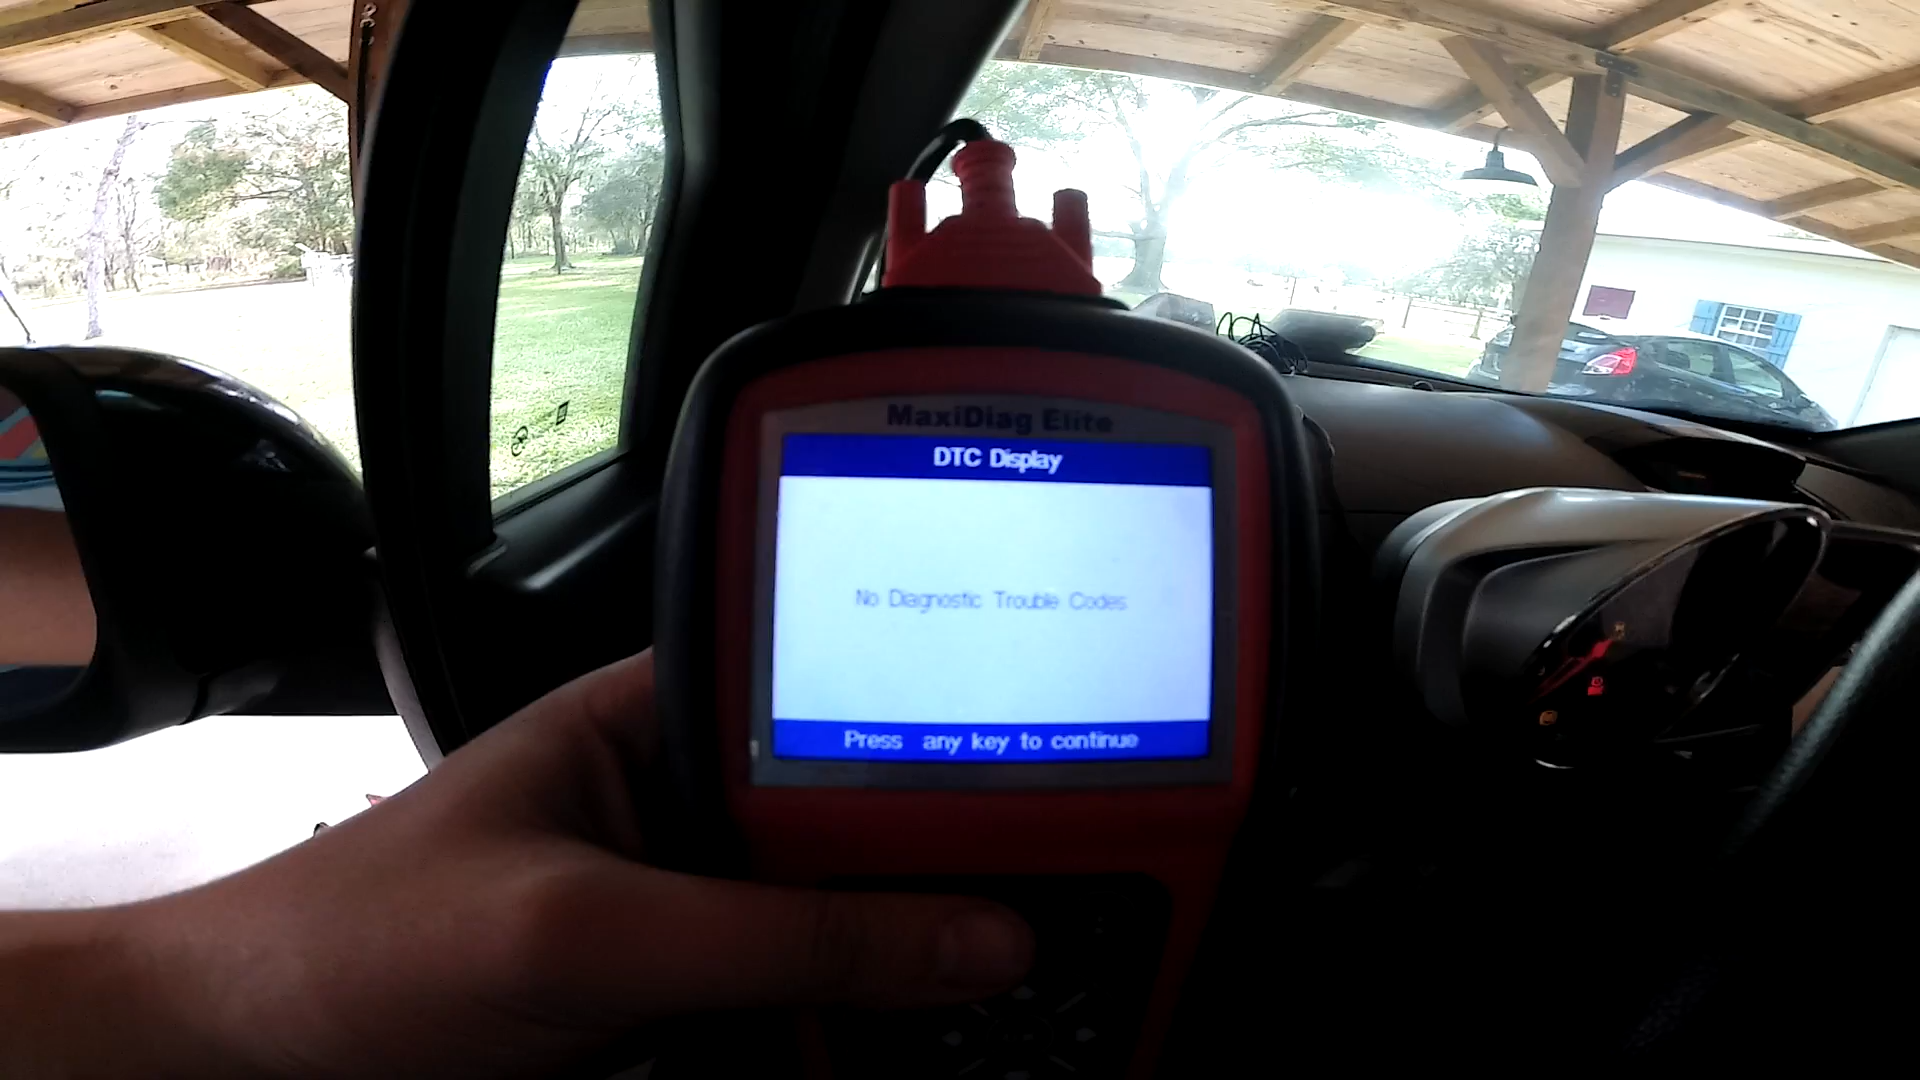 MaxiDiag Elite
DTC Display
No Diagnostic Trouble Codes
Press any key to continue